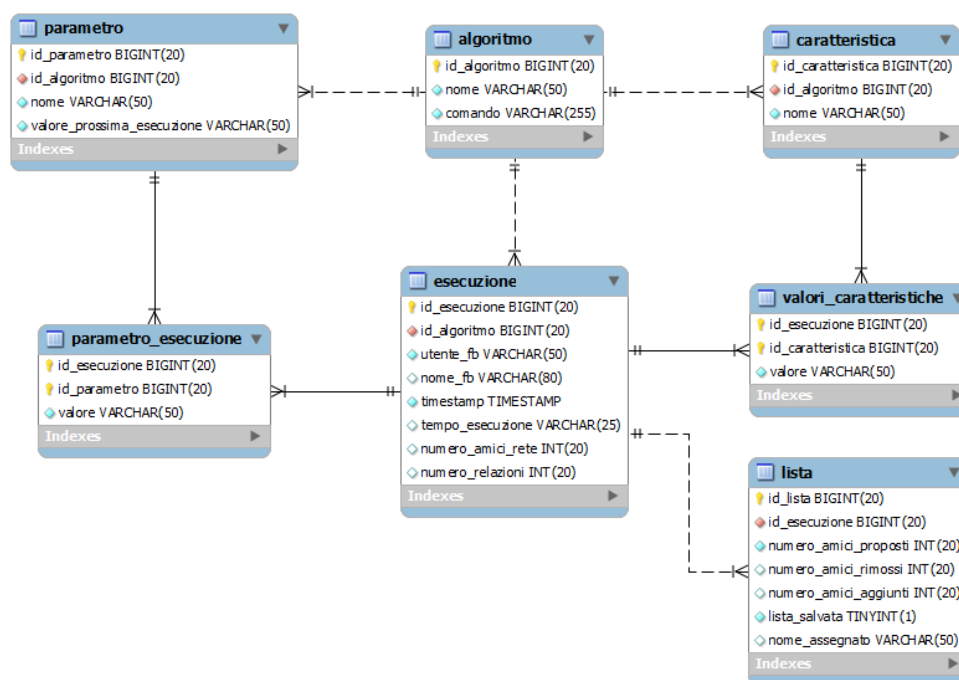 parametro
id_parametro BIGINT(20)
id_algoritmo BIGINT(20)
nome VARCHAR(50)
valore_prossima_esecuzione VARCHAR(50)
Indexes
algoritmo
id_algoritmo BIGINT(20)
nome VARCHAR(50)
comando VARCHAR(255)
Indexes
caratteristica
id_caratteristica BIGINT(20)
id_algoritmo BIGINT(20)
nome VARCHAR(50)
Indexes
parametro_esecuzione
id_esecuzione BIGINT(20)
id_parametro BIGINT(20)
valore VARCHAR(50)
Indexes
esecuzione
id_esecuzione BIGINT(20)
id_algoritmo BIGINT(20)
utente_fb VARCHAR(50)
nome_fb VARCHAR(80)
timestamp TIMESTAMP
tempo_esecuzione VARCHAR(25)
numero_amici_rete INT(20)
numero_relazioni INT(20)
Indexes
valori_caratteristiche
id_esecuzione BIGINT(20)
id_caratteristica BIGINT(20)
valore VARCHAR(50)
Indexes
lista
id_lista BIGINT(20)
id_esecuzione BIGINT(20)
numero_amici_proposti INT(20)
numero_amici_rimossi INT(20)
numero_amici_aggiunti INT(20)
lista_salvata TINYINT(1)
nome_assegnato VARCHAR(50)
Indexes